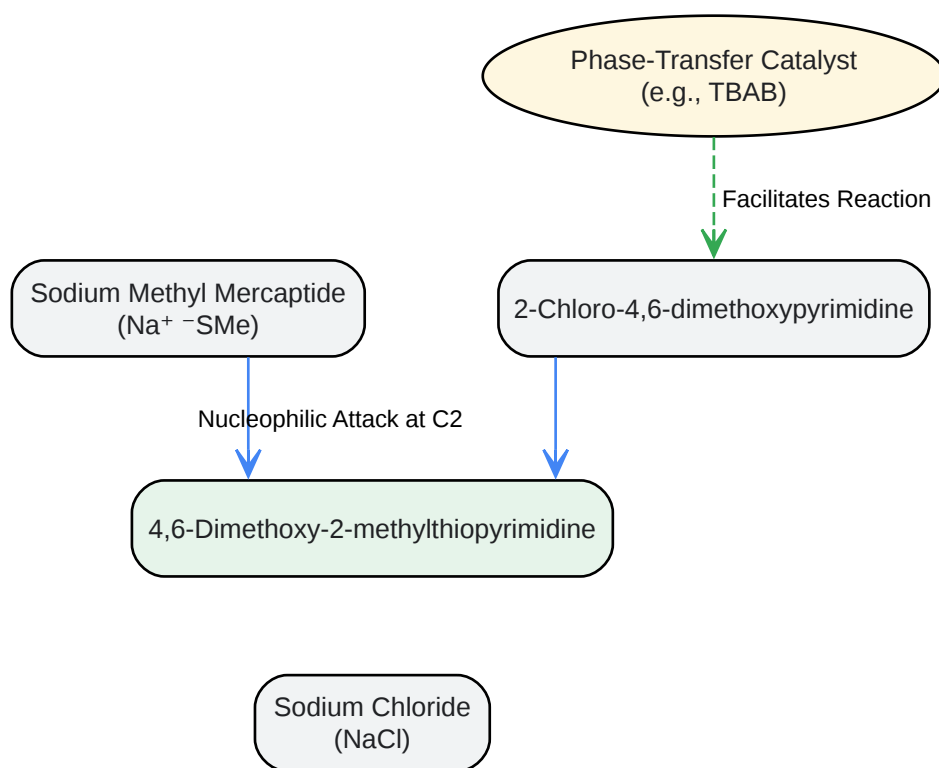 Phase-Transfer Catalyst
(e.g., TBAB)
Facilitates Reaction
Sodium Methyl Mercaptide
(Na⁺ ⁻SMe)
2-Chloro-4,6-dimethoxypyrimidine
Nucleophilic Attack at C2
4,6-Dimethoxy-2-methylthiopyrimidine
Sodium Chloride
(NaCl)